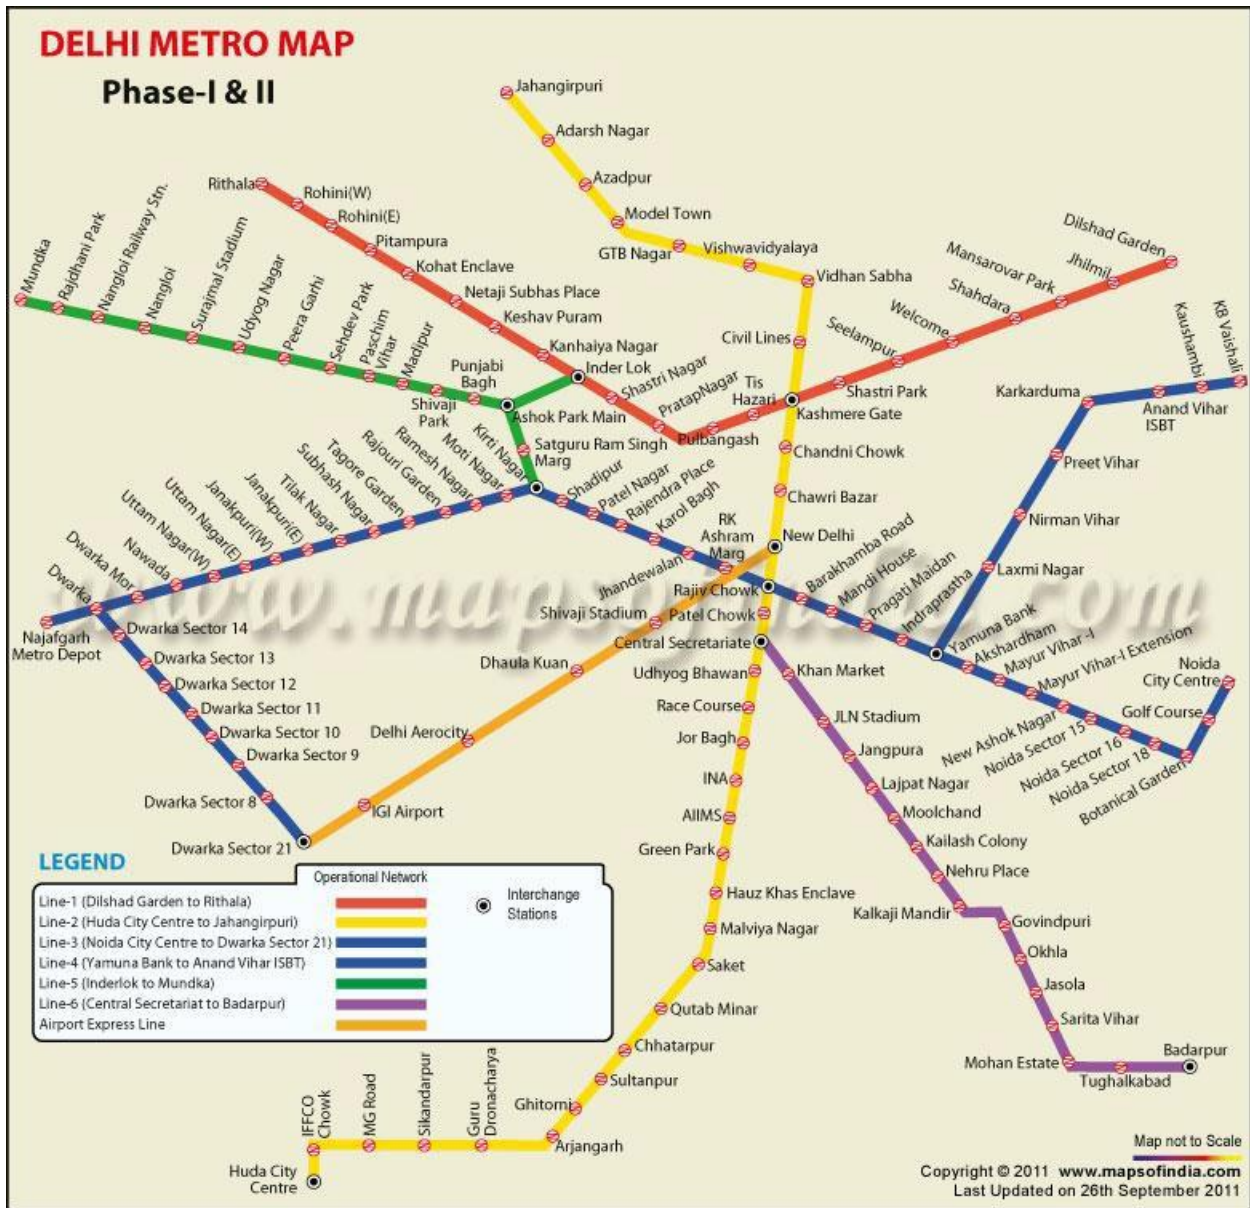 DELHI METRO MAP
Phase-I & II
Jahangirpuri
Adarsh Nagar
Azadpur
Model Town
GTB Nagar
Vishwavidyalaya
Vidhan Sabha
Civil Lines
Tis
Hazari
Kashmere Gate
Chandni Chowk
Chawri Bazar
New Delhi
Rajiv Chowk
Patel Chowk
Central Secretariate
Udhyog Bhawan
Race Course
Jor Bagh
INA
AIIMS
Green Park
Hauz Khas Enclave
Malviya Nagar
Saket
Qutab Minar
Chhatarpur
Sultanpur
Ghitorni
Arjangarh
Guru
Dronacharya
Sikandarpur
MG Road
IFFCO
Chowk
Huda City
Centre
Rithala
Rohini(W)
Rohini(E)
Pitampura
Kohat Enclave
Netaji Subhas Place
Keshav Puram
Kanhaiya Nagar
Inder Lok
Shastri Nagar
PratapNagar
Pulbangash
Shastri Park
Seelampur
Welcome
Shahdara
Mansarovar Park
Jhilmil
Dilshad Garden
Mundka
Rajdhani Park
Nangloi Railway Stn.
Nangloi
Surajmal Stadium
Udyog Nagar
Peera Garhi
Sehdev Park
Paschim
Vihar
Madipur
Shivaji
Park
Punjabi
Bagh
Ashok Park Main
Satguru Ram Singh
Marg
Kirti Nagar
Moti Nagar
Ramesh Nagar
Rajouri Garden
Tagore Garden
Subhash Nagar
Tilak Nagar
Janakpuri(E)
Janakpuri(W)
Uttam Nagar(E)
Uttam Nagar(W)
Nawada
Dwarka Mor
Dwarka
Najafgarh
Metro Depot
Dwarka Sector 14
Dwarka Sector 13
Dwarka Sector 12
Dwarka Sector 11
Dwarka Sector 10
Dwarka Sector 9
Dwarka Sector 8
Dwarka Sector 21
IGI Airport
Delhi Aerocity
Dhaula Kuan
Shivaji Stadium
Shadipur
Patel Nagar
Rajendra Place
Karol Bagh
Jhandewalan
RK
Ashram
Marg
Barakhamba Road
Mandi House
Pragati Maidan
Indraprastha
Yamuna Bank
Akshardham
Mayur Vihar -I
Mayur Vihar-I Extension
New Ashok Nagar
Noida Sector 15
Noida Sector 16
Noida Sector 18
Botanical Garden
Golf Course
Noida
City Centre
Laxmi Nagar
Nirman Vihar
Preet Vihar
Karkarduma
Anand Vihar
ISBT
Kaushambi
KB Vaishali
Khan Market
JLN Stadium
Jangpura
Lajpat Nagar
Moolchand
Kailash Colony
Nehru Place
Kalkaji Mandir
Govindpuri
Okhla
Jasola
Sarita Vihar
Mohan Estate
Tughalkabad
Badarpur
www.mapsofindia.com
LEGEND
Operational Network
Line-1 (Dilshad Garden to Rithala)
Line-2 (Huda City Centre to Jahangirpuri)
Line-3 (Noida City Centre to Dwarka Sector 21)
Line-4 (Yamuna Bank to Anand Vihar ISBT)
Line-5 (Inderlok to Mundka)
Line-6 (Central Secretariat to Badarpur)
Airport Express Line
Interchange
Stations
Map not to Scale
Copyright © 2011 www.mapsofindia.com
Last Updated on 26th September 2011